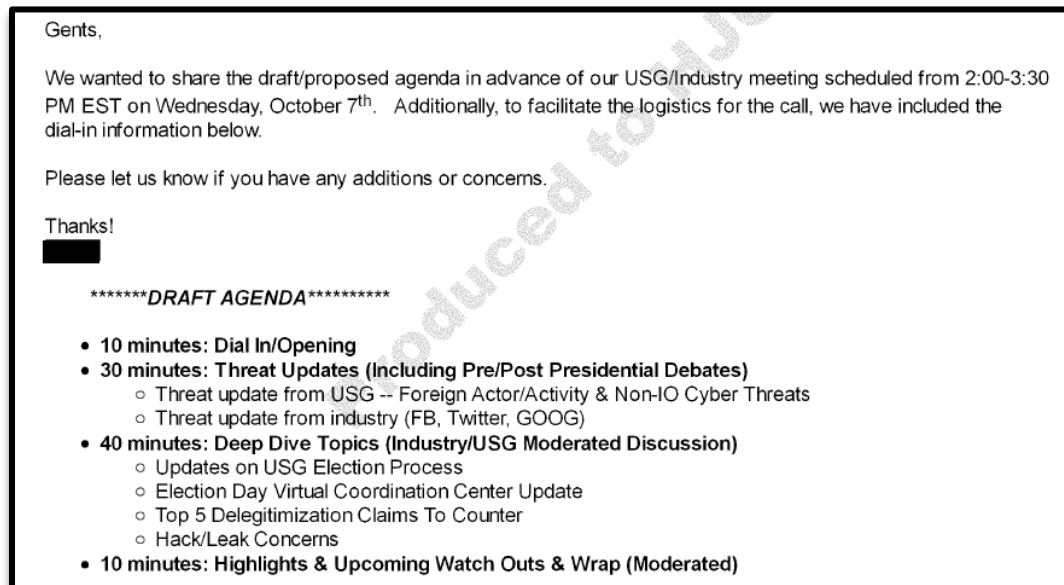 Gents,
We wanted to share the draft/proposed agenda in advance of our USG/Industry meeting scheduled from 2:00-3:30
PM EST on Wednesday, October 7th. Additionally, to facilitate the logistics for the call, we have included the
dial-in information below.
Please let us know if you have any additions or concerns.
Thanks!
*******DRAFT AGENDA**********
• 10 minutes: Dial In/Opening
• 30 minutes: Threat Updates (Including Pre/Post Presidential Debates)
○ Threat update from USG -- Foreign Actor/Activity & Non-IO Cyber Threats
○ Threat update from industry (FB, Twitter, GOOG)
• 40 minutes: Deep Dive Topics (Industry/USG Moderated Discussion)
○ Updates on USG Election Process
○ Election Day Virtual Coordination Center Update
○ Top 5 Delegitimization Claims To Counter
○ Hack/Leak Concerns
• 10 minutes: Highlights & Upcoming Watch Outs & Wrap (Moderated)
Produced to